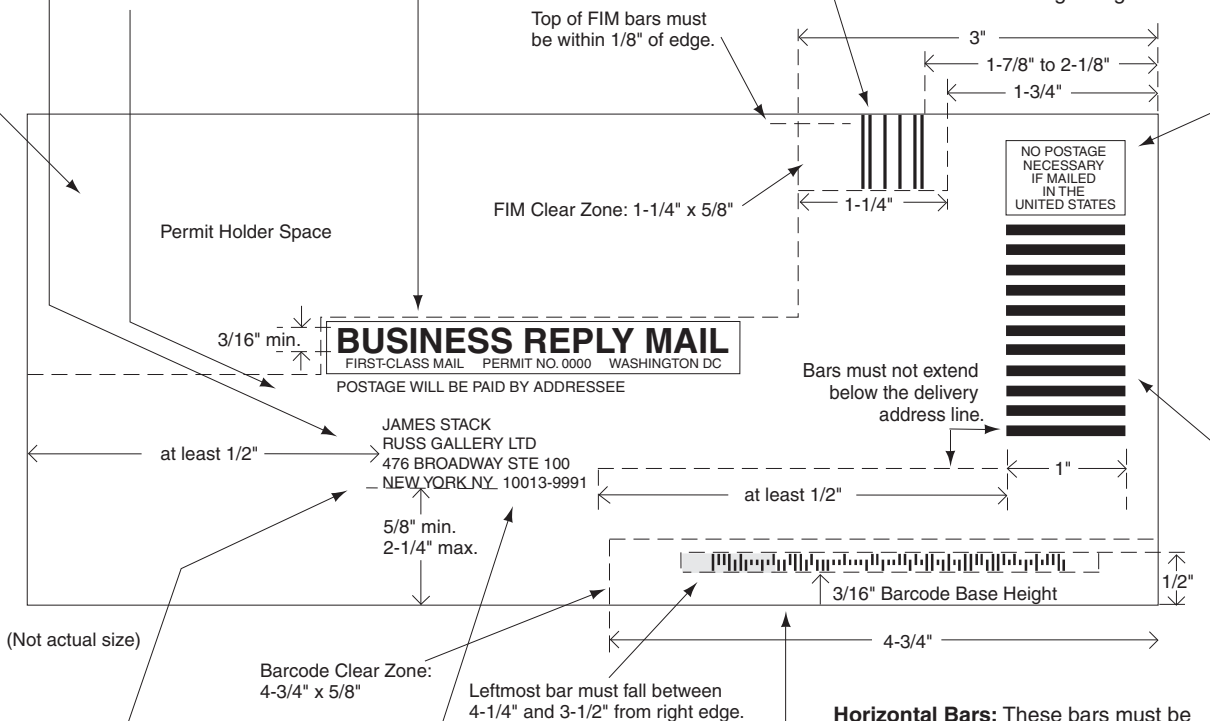 Top of FIM bars must
be within 1/8" of edge.
3"
1-7/8" to 2-1/8"
1-3/4"
NO POSTAGE
NECESSARY
IF MAILED
IN THE
UNITED STATES
FIM Clear Zone: 1-1/4" x 5/8"
1-1/4"
Permit Holder Space
3/16" min.
BUSINESS REPLY MAIL
FIRST-CLASS MAIL PERMIT NO. 0000 WASHINGTON DC
POSTAGE WILL BE PAID BY ADDRESSEE
Bars must not extend
below the delivery
address line.
JAMES STACK
RUSS GALLERY LTD
476 BROADWAY STE 100
NEW YORK NY 10013-9991
at least 1/2"
1"
at least 1/2"
5/8" min.
2-1/4" max.
3/16" Barcode Base Height
1/2"
(Not actual size)
4-3/4"
Barcode Clear Zone:
4-3/4" x 5/8"
Leftmost bar must fall between
4-1/4" and 3-1/2" from right edge.
Horizontal Bars: These bars must be